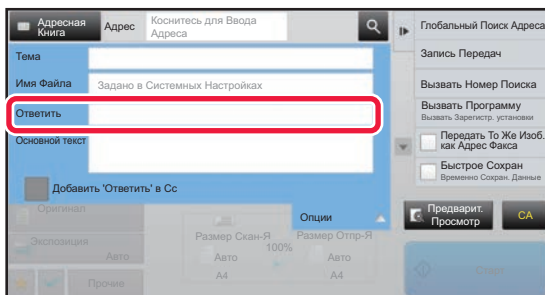 Адресная
Книга
Адрес
Коснитесь для Ввода
Адреса
Тема
Имя Файла
Задано в Системных Настройках
Ответить
Основной текст
Добавить 'Ответить' в Cc
Опции
Оригинал
Экспозиция
Авто
Прочие
Размер Скан-Я
100%
Размер Отпр-Я
Авто
A4
Авто
A4
Глобальный Поиск Адреса
Запись Передач
Вызвать Номер Поиска
Вызвать Программу
Вызвать Зарегистр. установки
Передать То Же Изоб.
как Адрес Факса
Быстрое Сохран
Временно Сохран. Данные
Предварит.
Просмотр
CA